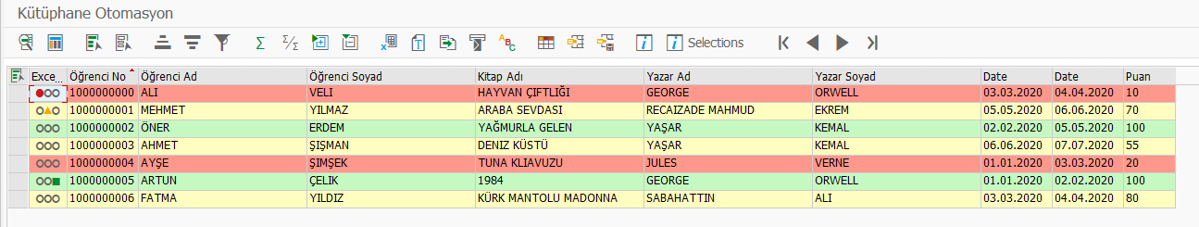 Kütüphane Otomasyon
Selections
Exce... Öğrenci No Öğrenci Ad Öğrenci Soyad Kitap Adı Yazar Ad Yazar Soyad Date Date Puan
1000000000 ALI VELI HAYVAN ÇIFTLIĞI GEORGE ORWELL 03.03.2020 04.04.2020 10
1000000001 MEHMET YILMAZ ARABA SEVDASI RECAIZADE MAHMUD EKREM 05.05.2020 06.06.2020 70
1000000002 ÖNER ERDEM YAĞMURLA GELEN YAŞAR KEMAL 02.02.2020 05.05.2020 100
1000000003 AHMET ŞIŞMAN DENIZ KÜSTÜ YAŞAR KEMAL 06.06.2020 07.07.2020 55
1000000004 AYŞE ŞIMŞEK TUNA KLIAVUZU JULES VERNE 01.01.2020 03.03.2020 20
1000000005 ARTUN ÇELIK 1984 GEORGE ORWELL 01.01.2020 02.02.2020 100
1000000006 FATMA YILDIZ KÜRK MANTOLU MADONNA SABAHATTIN ALI 03.03.2020 04.04.2020 80